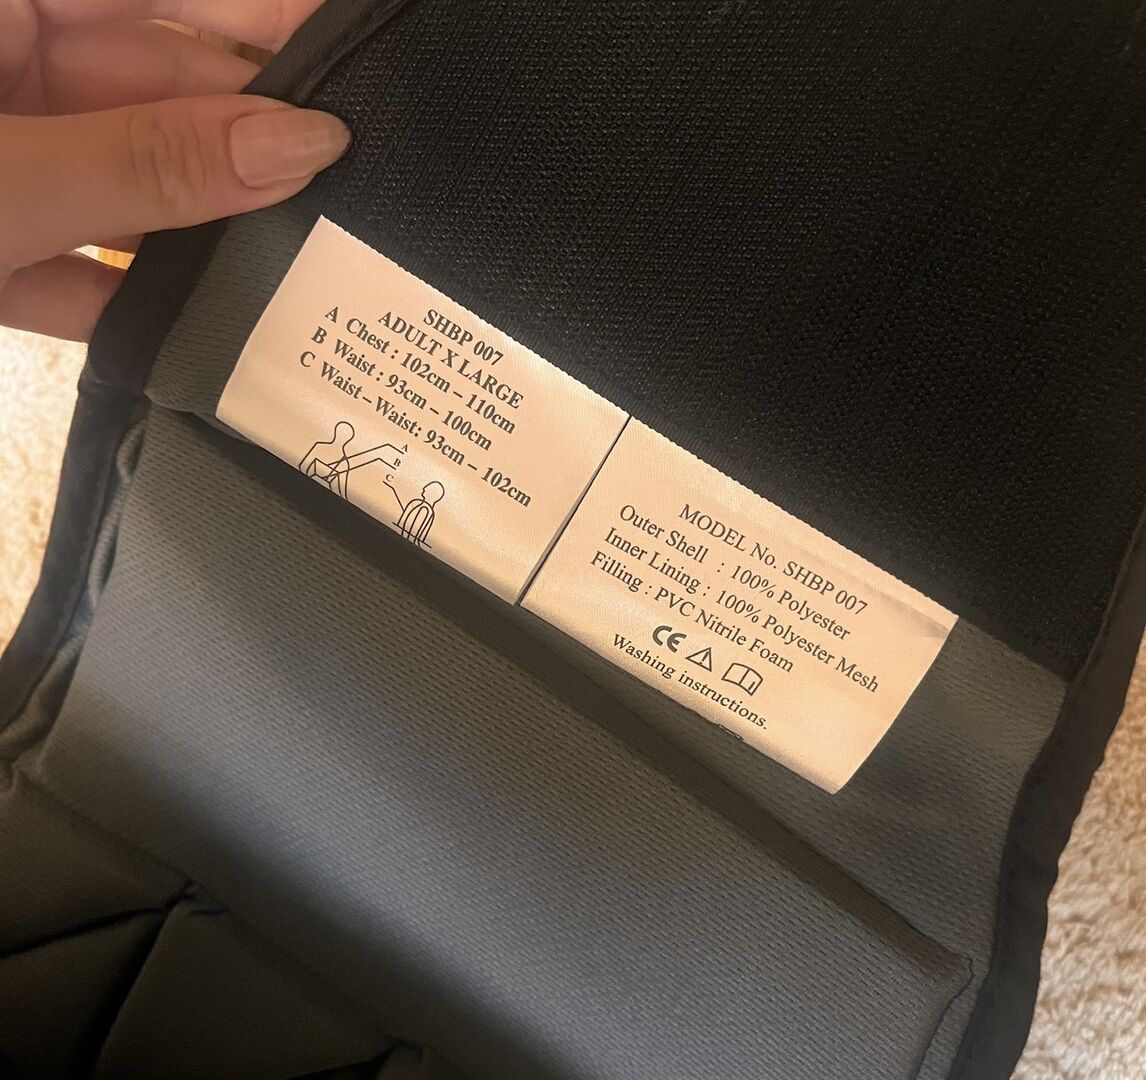 SHBP 007
ADULT X LARGE
A Chest : 102cm – 110cm
B Waist : 93cm – 100cm
C Waist – Waist: 93cm – 102cm
A
B
C
MODEL No. SHBP 007
Outer Shell : 100% Polyester
Inner Lining : 100% Polyester Mesh
Filling : PVC Nitrile Foam
CE
Washing instructions.